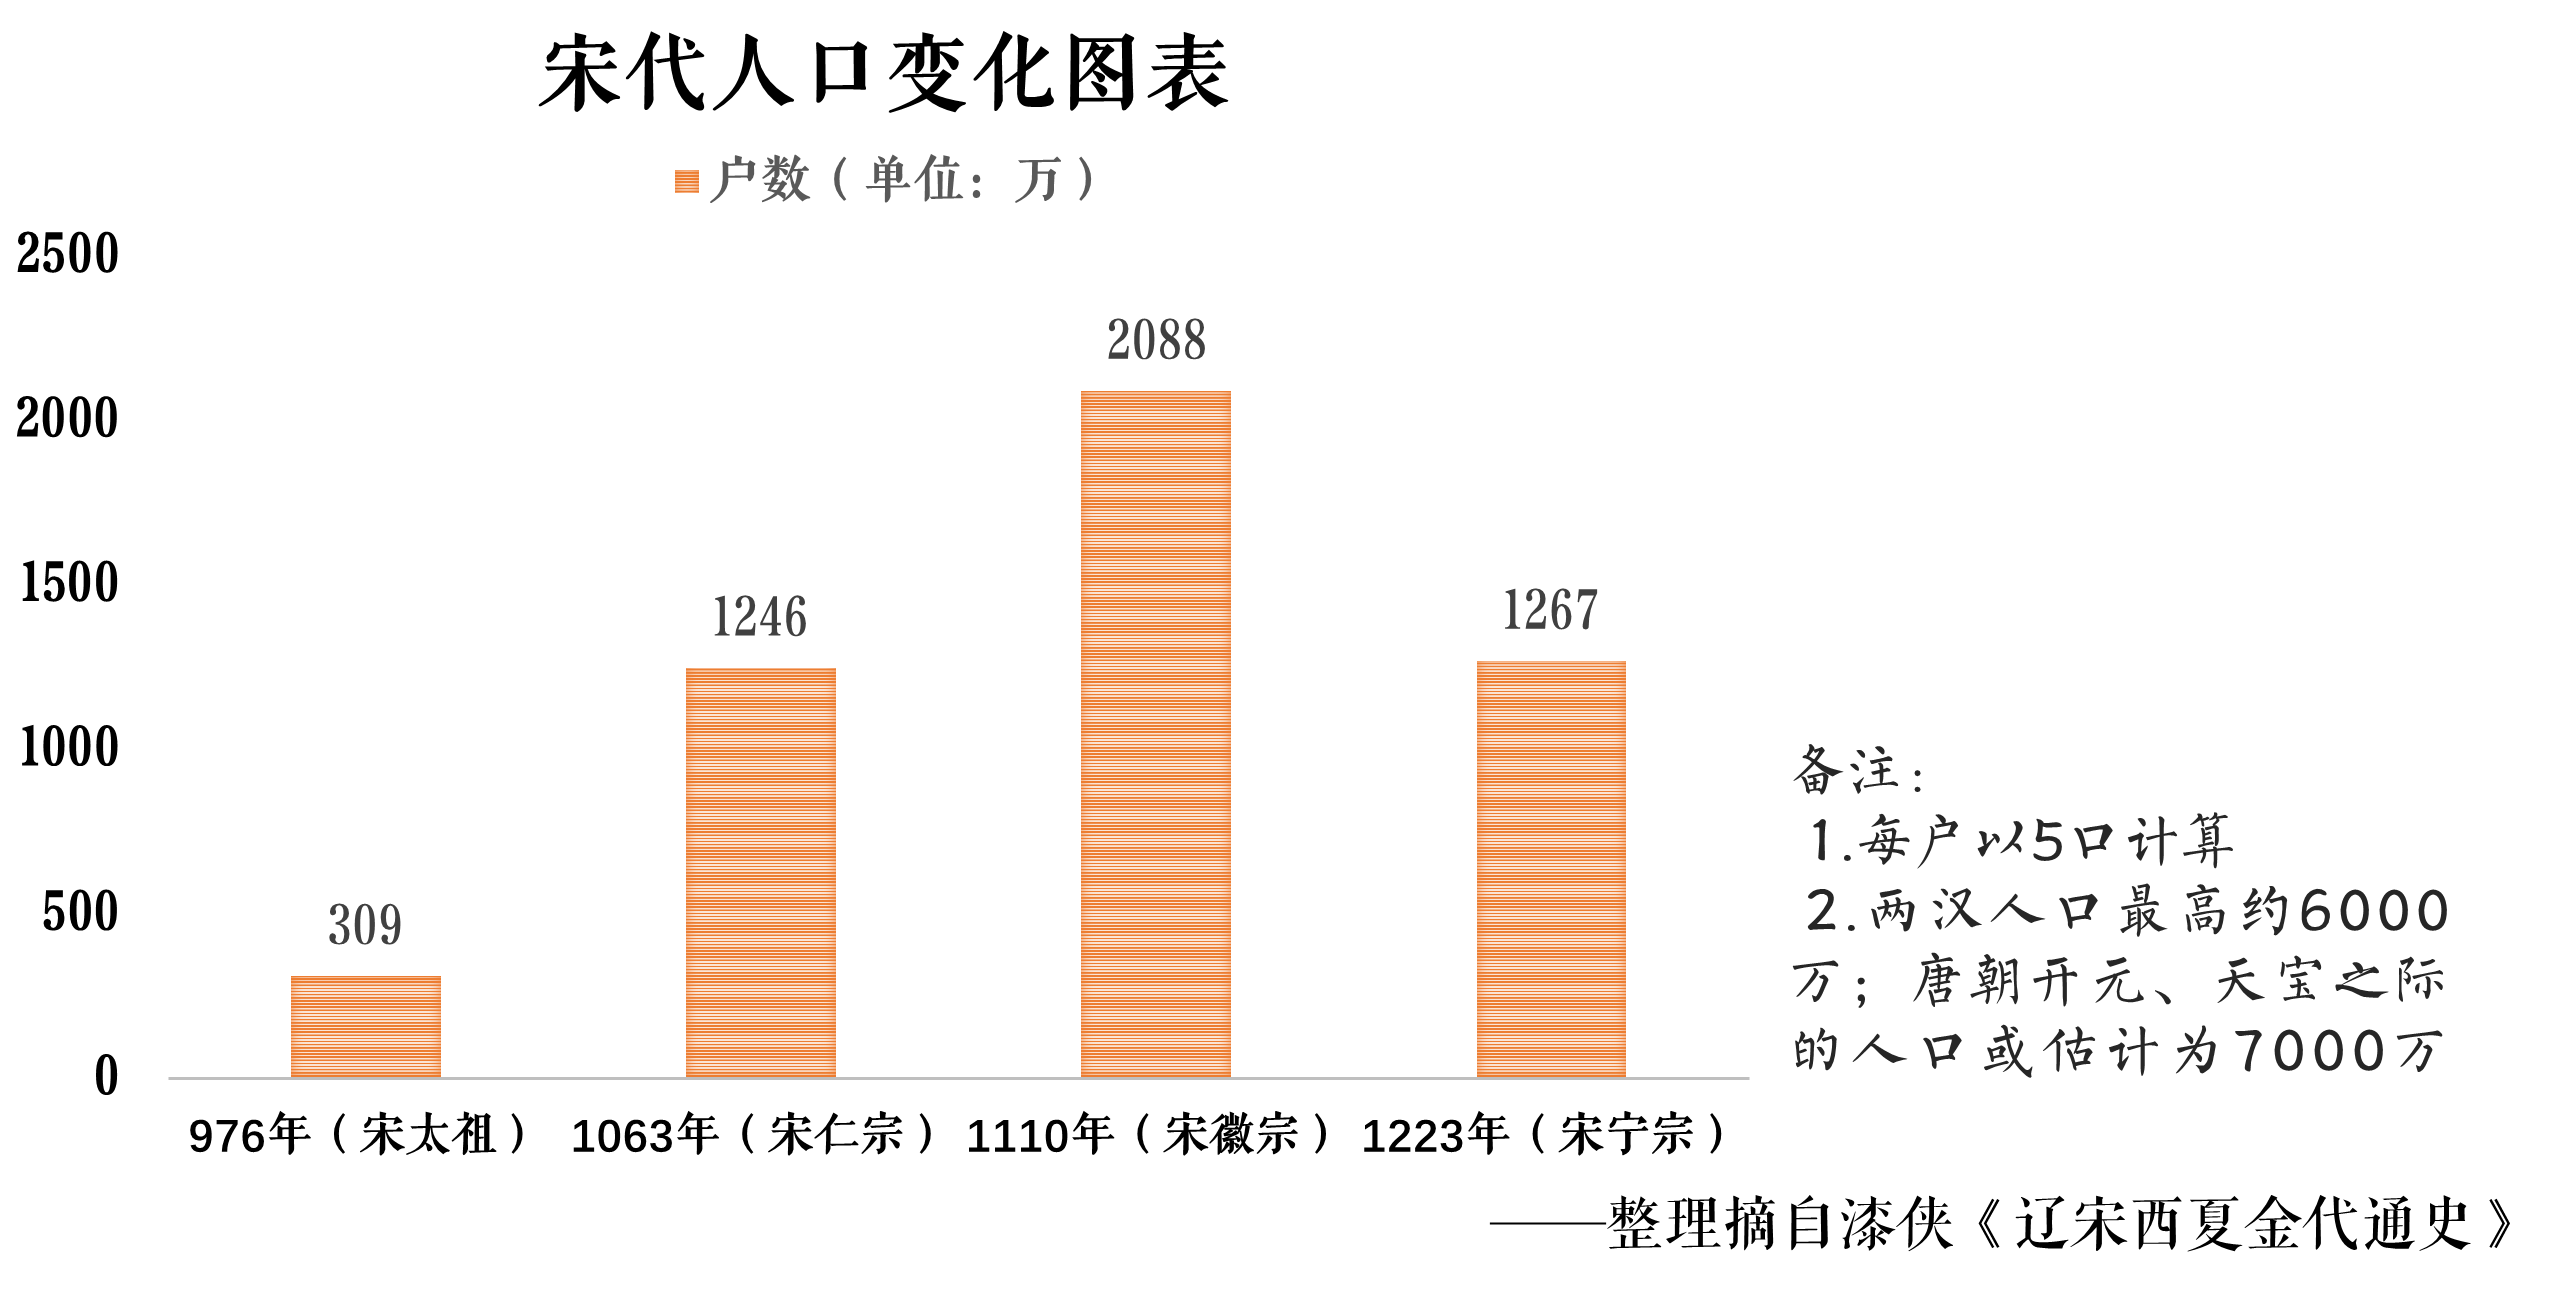 宋代人口变化图表
户数（单位：万）
2500
2000
1500
1000
500
0
309
1246
2088
1267
976年（宋太祖）
1063年（宋仁宗）
1110年（宋徽宗）
1223年（宋宁宗）
备注：
1.每户以5口计算
2.两汉人口最高约6000
万；唐朝开元、天宝之际
的人口或估计为7000万
——整理摘自漆侠《辽宋西夏金代通史》